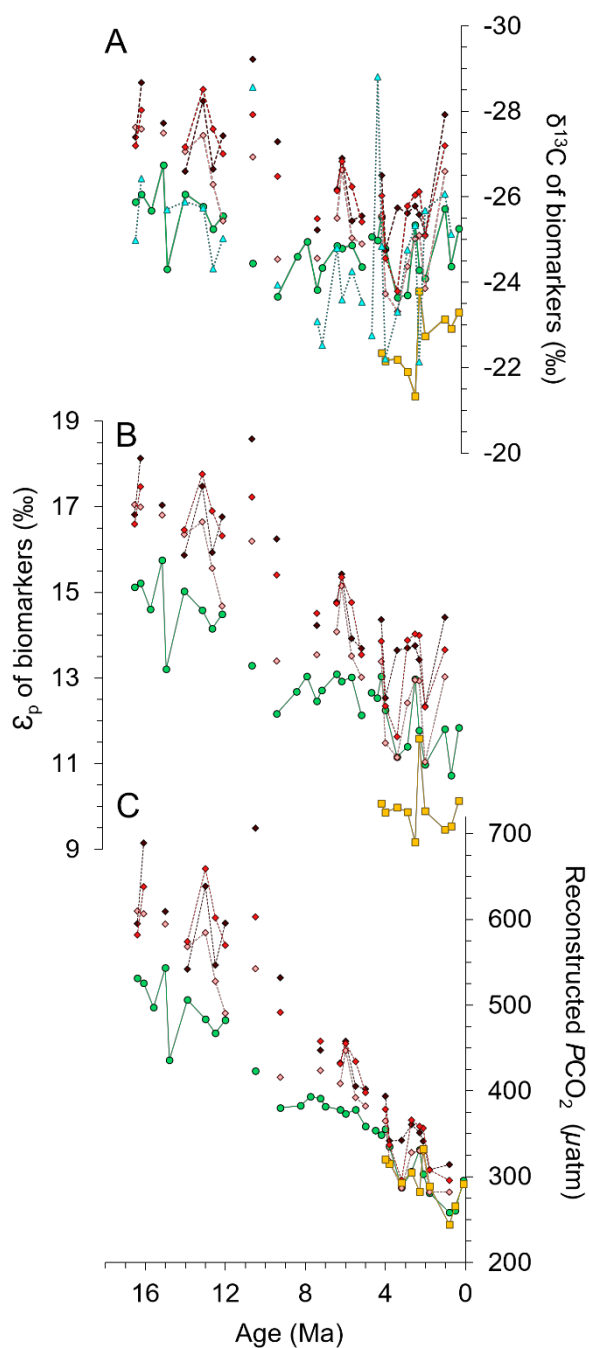 A
-30
-28
-26
-24
-22
-20
δ¹³C of biomarkers (‰)
B
19
17
15
13
11
9
εₚ of biomarkers (‰)
C
700
600
500
400
300
200
Reconstructed PCO₂ (μatm)
16 12 8 4 0
Age (Ma)